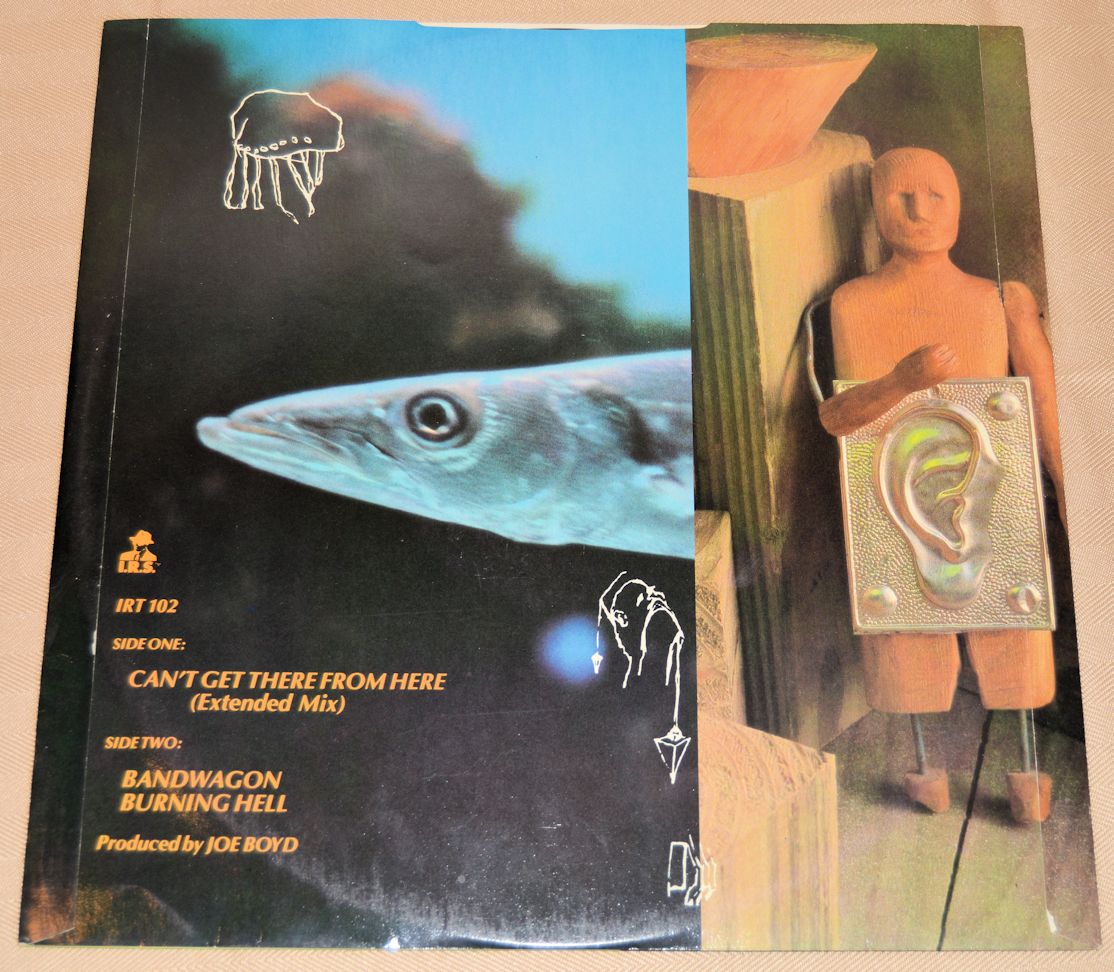 I.R.S.
IRT 102
SIDE ONE:
CAN'T GET THERE FROM HERE
(Extended Mix)
SIDE TWO:
BANDWAGON
BURNING HELL
Produced by JOE BOYD